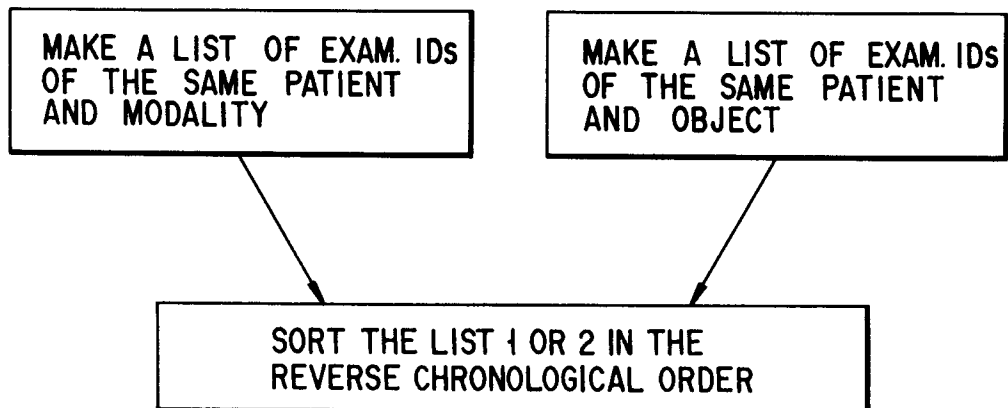 MAKE A LIST OF EXAM. IDs
OF THE SAME PATIENT
AND MODALITY
MAKE A LIST OF EXAM. IDs
OF THE SAME PATIENT
AND OBJECT
SORT THE LIST 1 OR 2 IN THE
REVERSE CHRONOLOGICAL ORDER